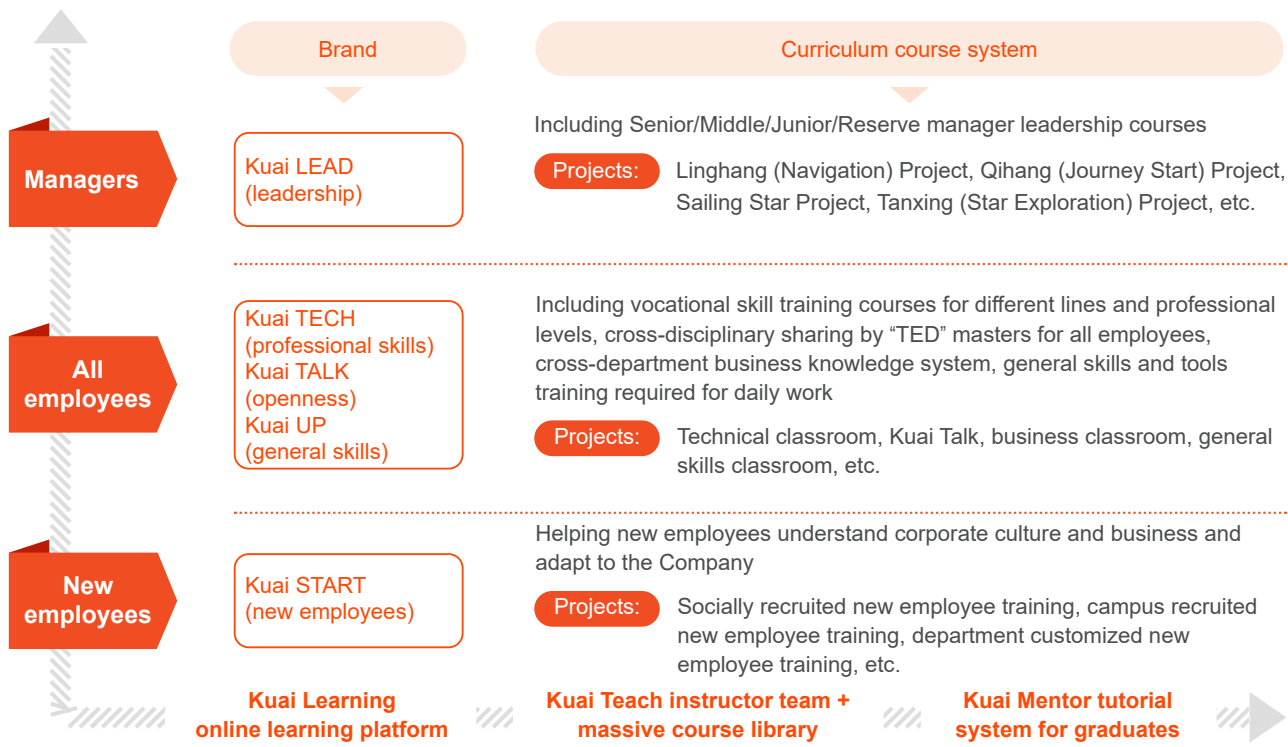 Brand
Curriculum course system
Managers
Kuai LEAD
(leadership)
Including Senior/Middle/Junior/Reserve manager leadership courses
Projects:
Linghang (Navigation) Project, Qihang (Journey Start) Project,
Sailing Star Project, Tanxing (Star Exploration) Project, etc.
All
employees
Kuai TECH
(professional skills)
Kuai TALK
(openness)
Kuai UP
(general skills)
Including vocational skill training courses for different lines and professional
levels, cross-disciplinary sharing by “TED” masters for all employees,
cross-department business knowledge system, general skills and tools
training required for daily work
Projects:
Technical classroom, Kuai Talk, business classroom, general
skills classroom, etc.
New
employees
Kuai START
(new employees)
Helping new employees understand corporate culture and business and
adapt to the Company
Projects:
Socially recruited new employee training, campus recruited
new employee training, department customized new
employee training, etc.
Kuai Learning
online learning platform
Kuai Teach instructor team +
massive course library
Kuai Mentor tutorial
system for graduates